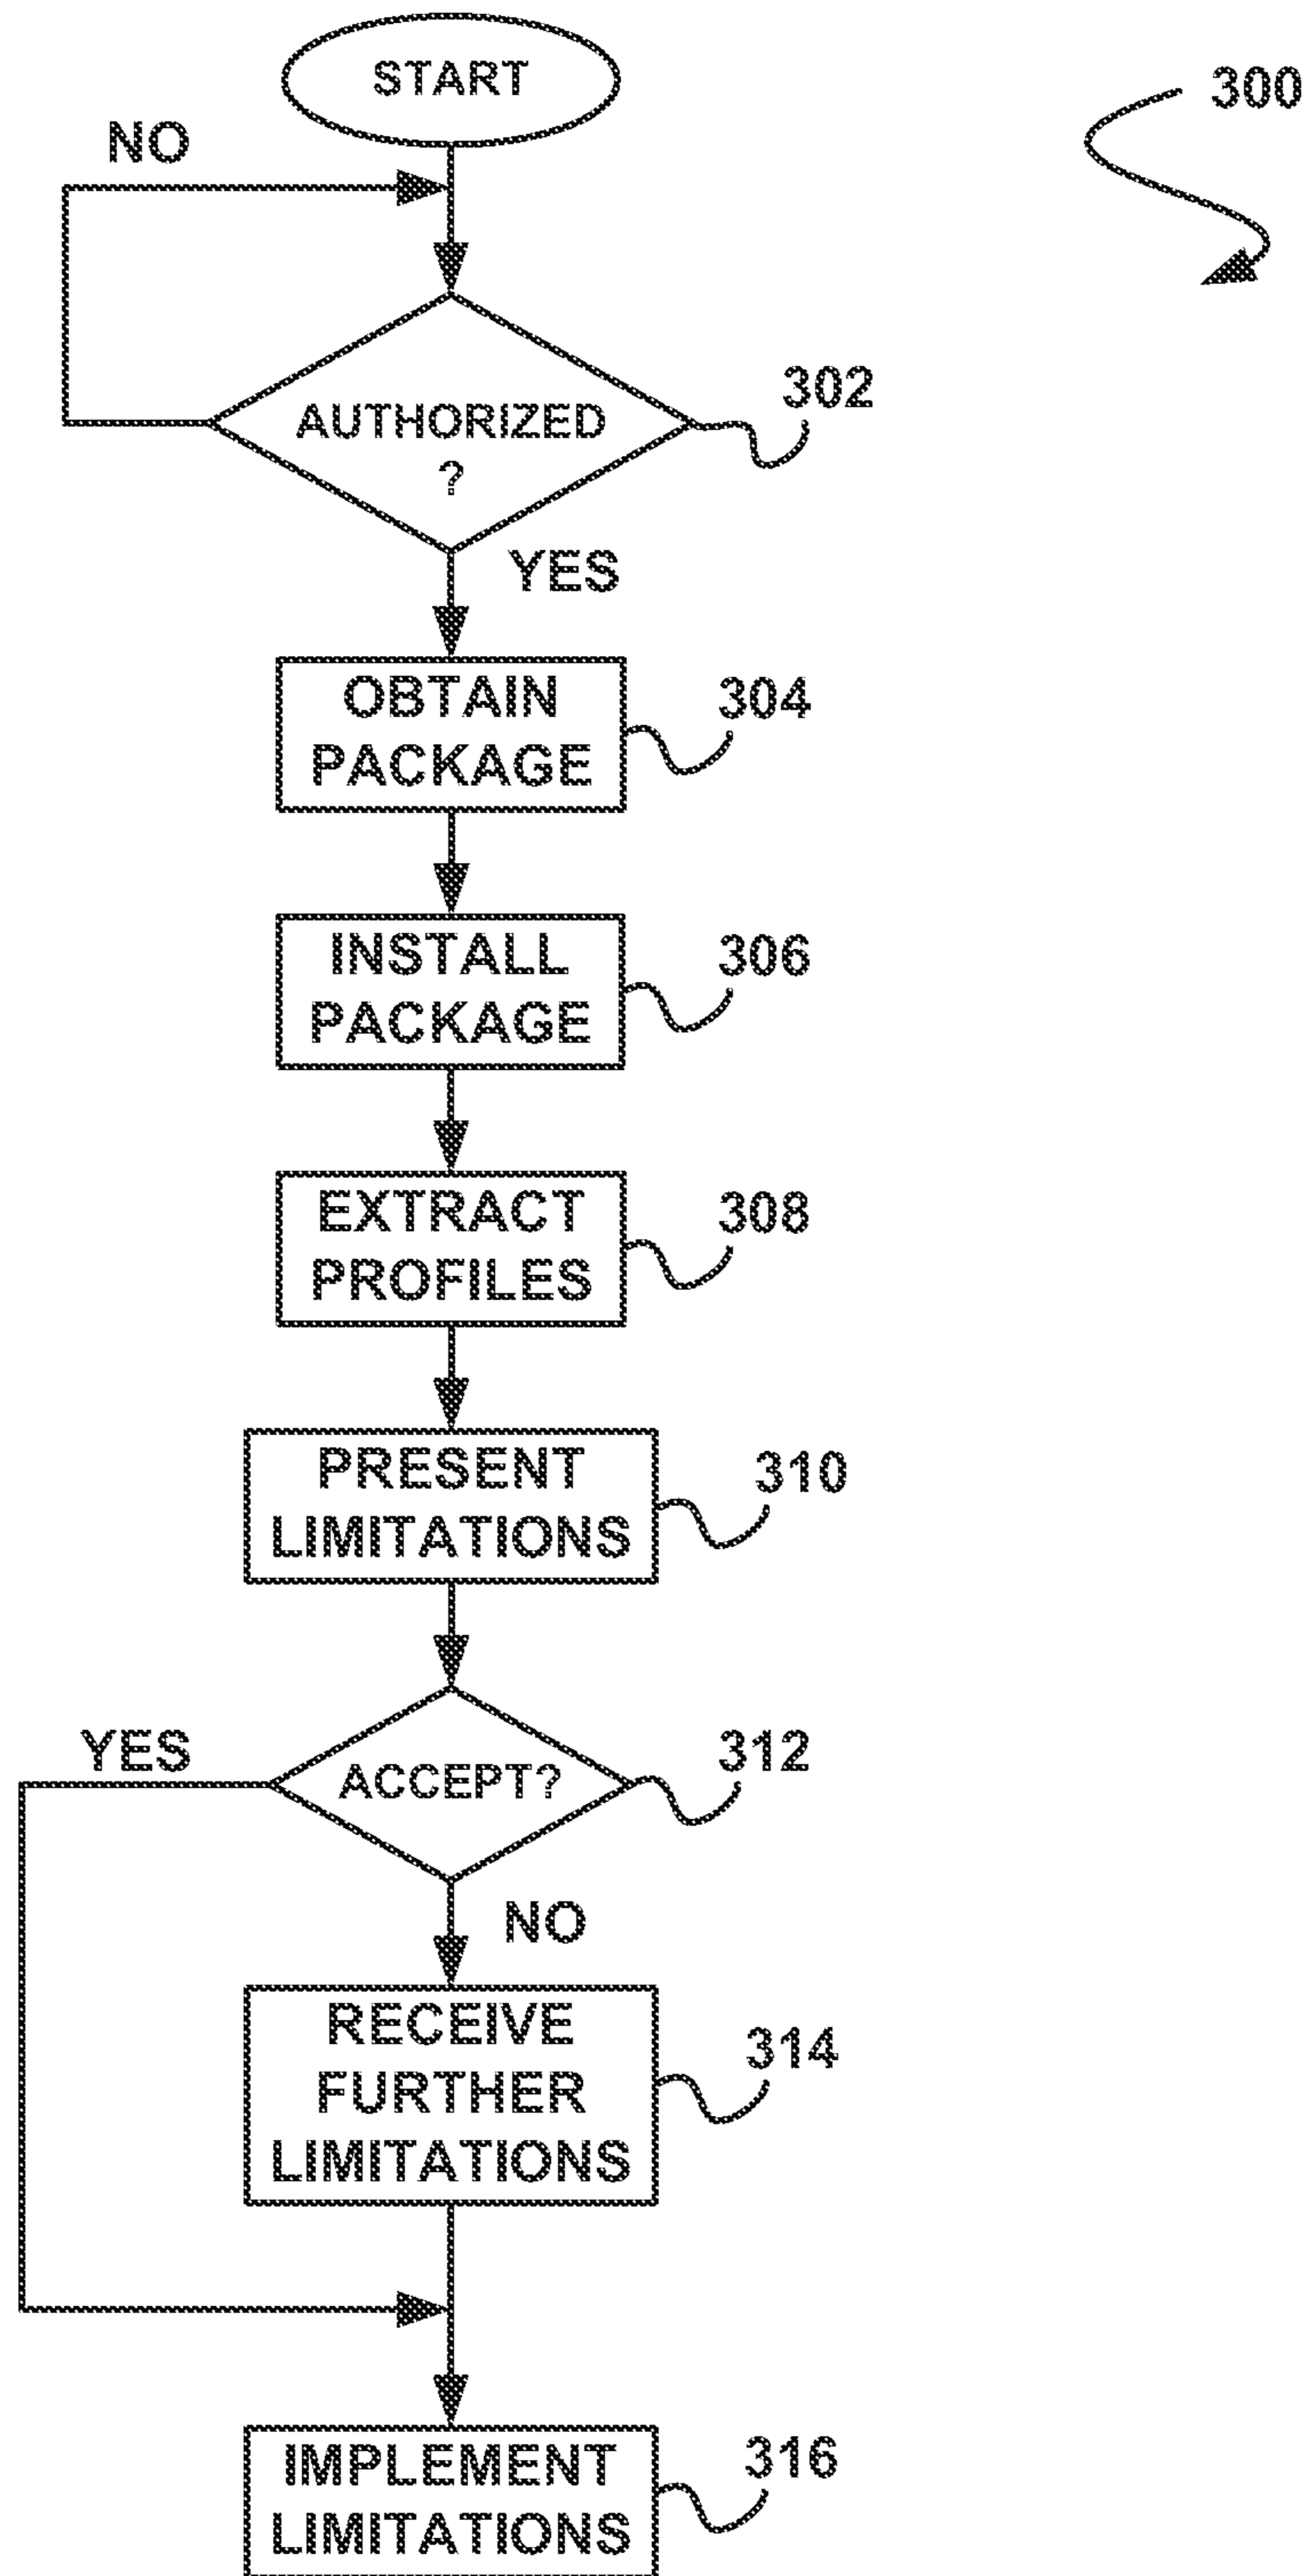 START
300
NO
302
AUTHORIZED
?
YES
OBTAIN
PACKAGE
304
INSTALL
PACKAGE
306
EXTRACT
PROFILES
308
PRESENT
LIMITATIONS
310
YES
ACCEPT?
312
NO
RECEIVE
FURTHER
LIMITATIONS
314
IMPLEMENT
LIMITATIONS
316